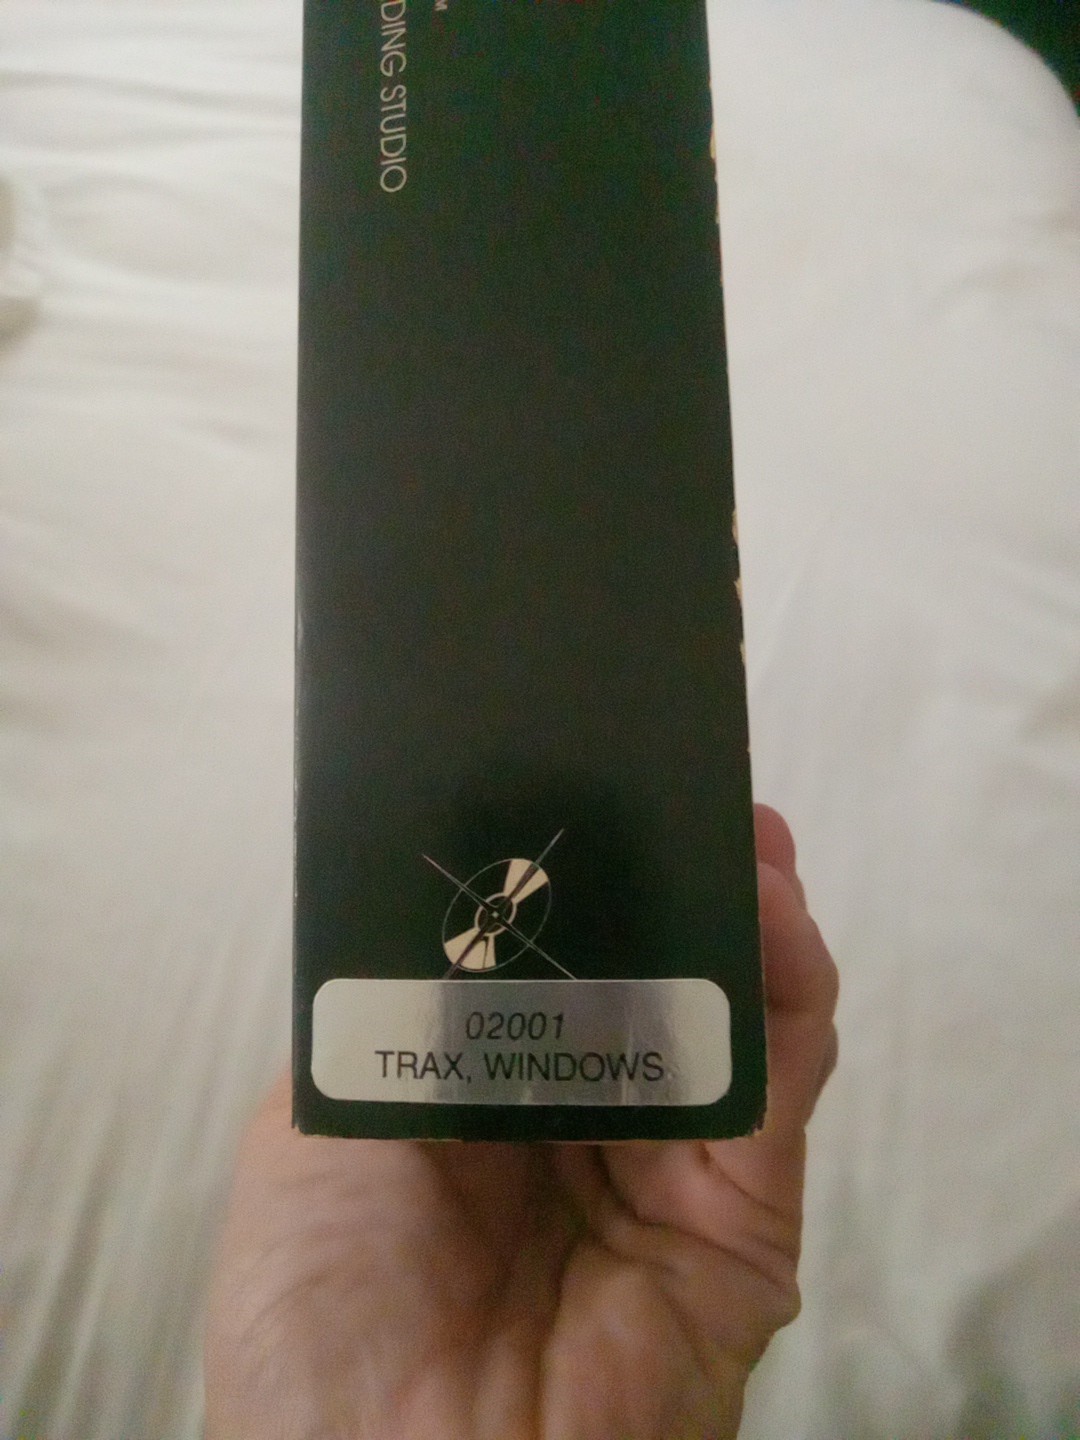 DING STUDIO
02001
TRAX, WINDOWS